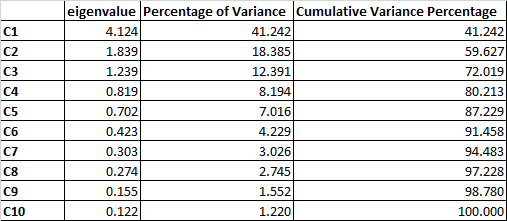 eigenvalue Percentage of Variance Cumulative Variance Percentage
C1 4.124 41.242 41.242
C2 1.839 18.385 59.627
C3 1.239 12.391 72.019
C4 0.819 8.194 80.213
C5 0.702 7.016 87.229
C6 0.423 4.229 91.458
C7 0.303 3.026 94.483
C8 0.274 2.745 97.228
C9 0.155 1.552 98.780
C10 0.122 1.220 100.000